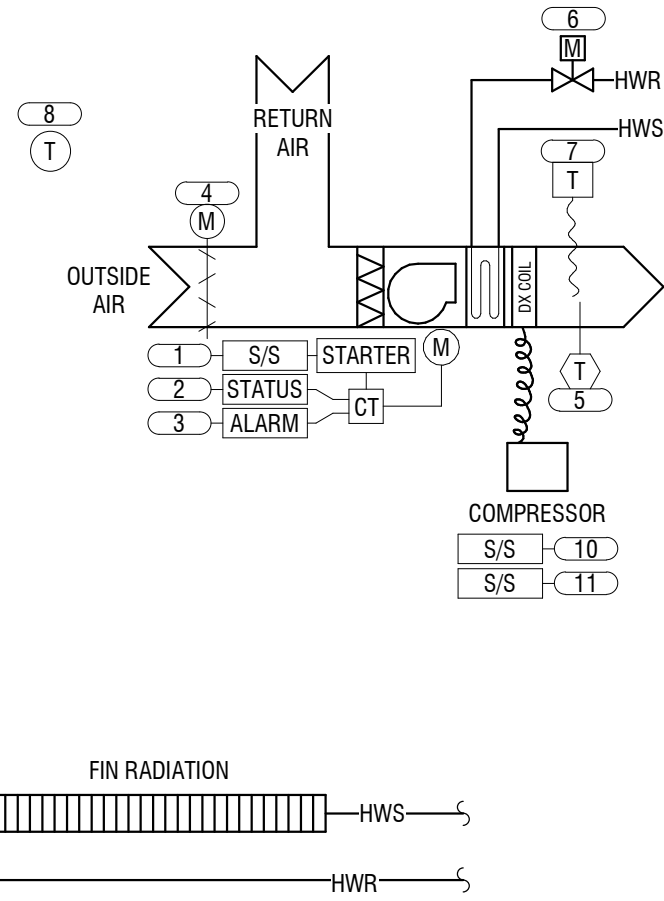 6
M
HWR
HWS
8
T
RETURN
AIR
7
T
4
M
OUTSIDE
AIR
DX COIL
1
S/S
STARTER
M
2
STATUS
CT
3
ALARM
T
5
COMPRESSOR
S/S
10
S/S
11
FIN RADIATION
HWS
HWR